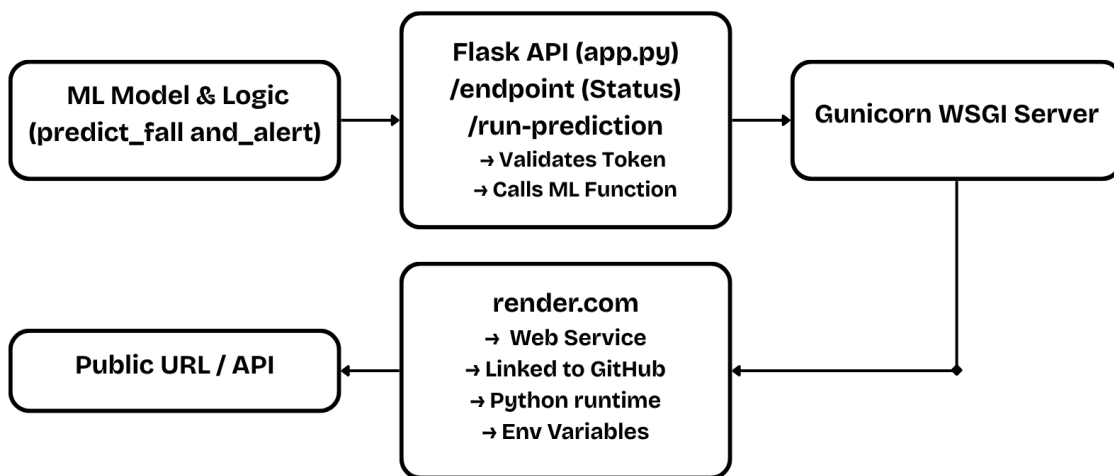 ML Model & Logic
(predict_fall and_alert)
Flask API (app.py)
/endpoint (Status)
/run-prediction
→ Validates Token
→ Calls ML Function
Gunicorn WSGI Server
render.com
→ Web Service
→ Linked to GitHub
→ Python runtime
→ Env Variables
Public URL / API